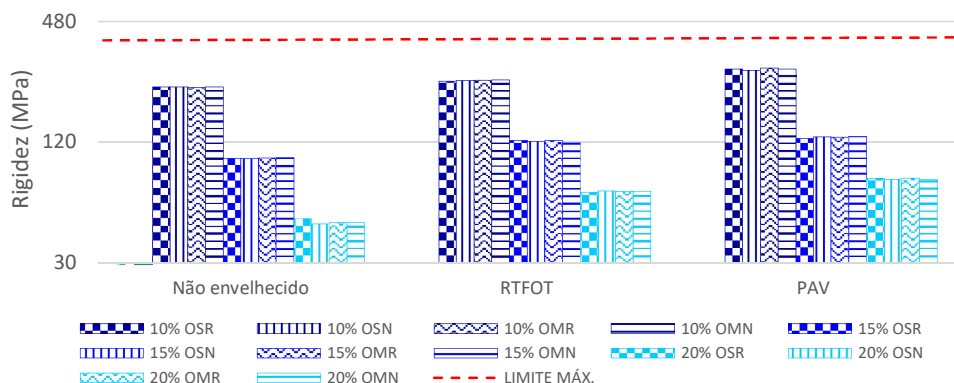 480
120
30
Rigidez (MPa)
Não envelhecido RTFOT PAV
10% OSR 10% OSN 10% OMR 10% OMN 15% OSR
15% OSN 15% OMR 15% OMN 20% OSR 20% OSN
20% OMR 20% OMN LIMITE MÁX.